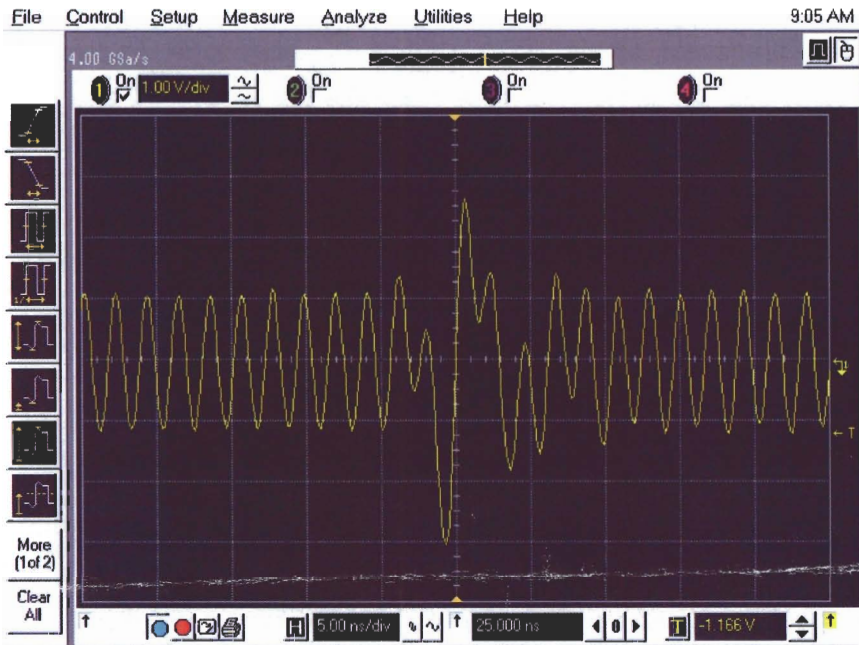 File Control Setup Measure Analyze Utilities Help 9:05 AM
4.00 GSa/s
1 On 1.00 V/div 2 On 3 On 4 On
T
More
(1of 2)
Clear
All
H 5.00 ns/div 25.000 ns 0 T -1.166 V